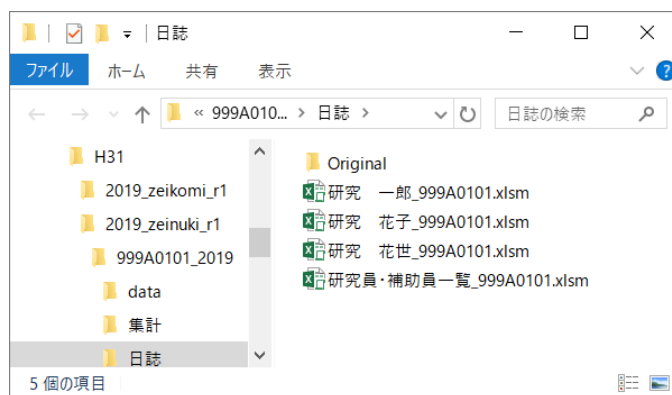 日誌
ファイル ホーム 共有 表示
« 999A010... › 日誌 › 日誌の検索
H31
2019_zeikomi_r1
2019_zeinuki_r1
999A0101_2019
data
集計
日誌
Original
研究　一郎_999A0101.xlsm
研究　花子_999A0101.xlsm
研究　花世_999A0101.xlsm
研究員・補助員一覧_999A0101.xlsm
5 個の項目